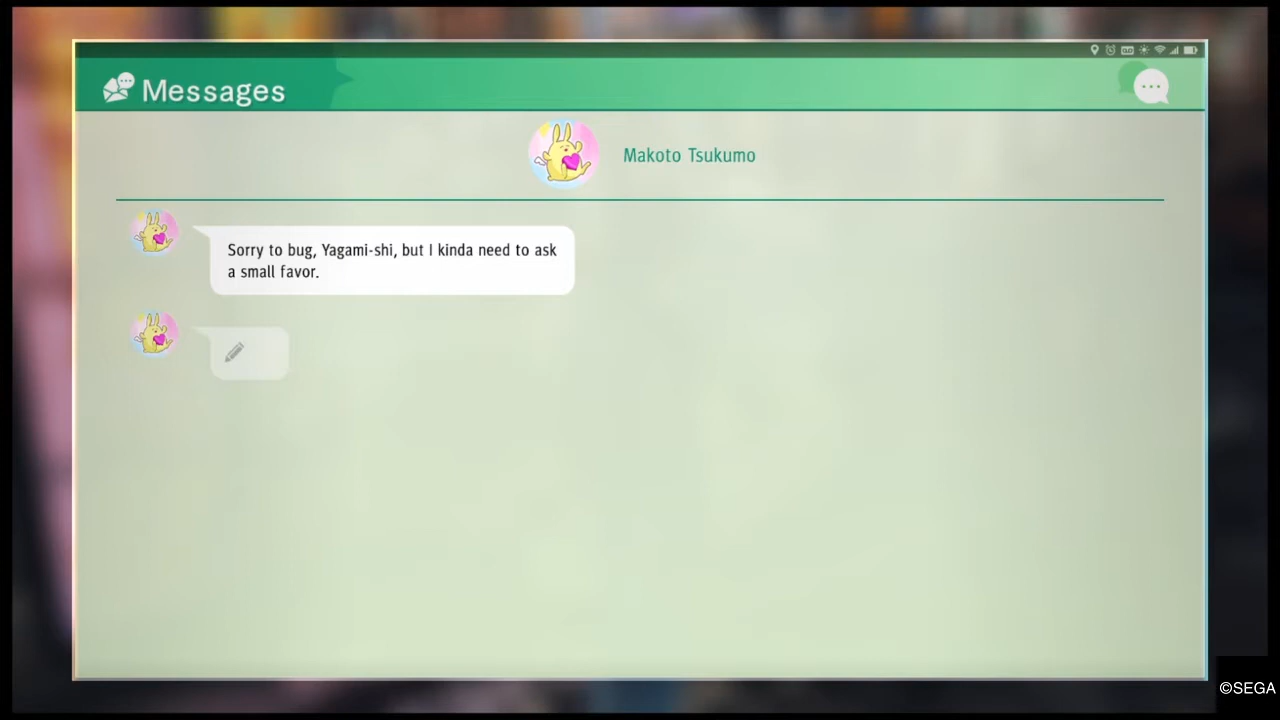 Messages
Makoto Tsukumo
Sorry to bug, Yagami-shi, but I kinda need to ask
a small favor.
©SEGA